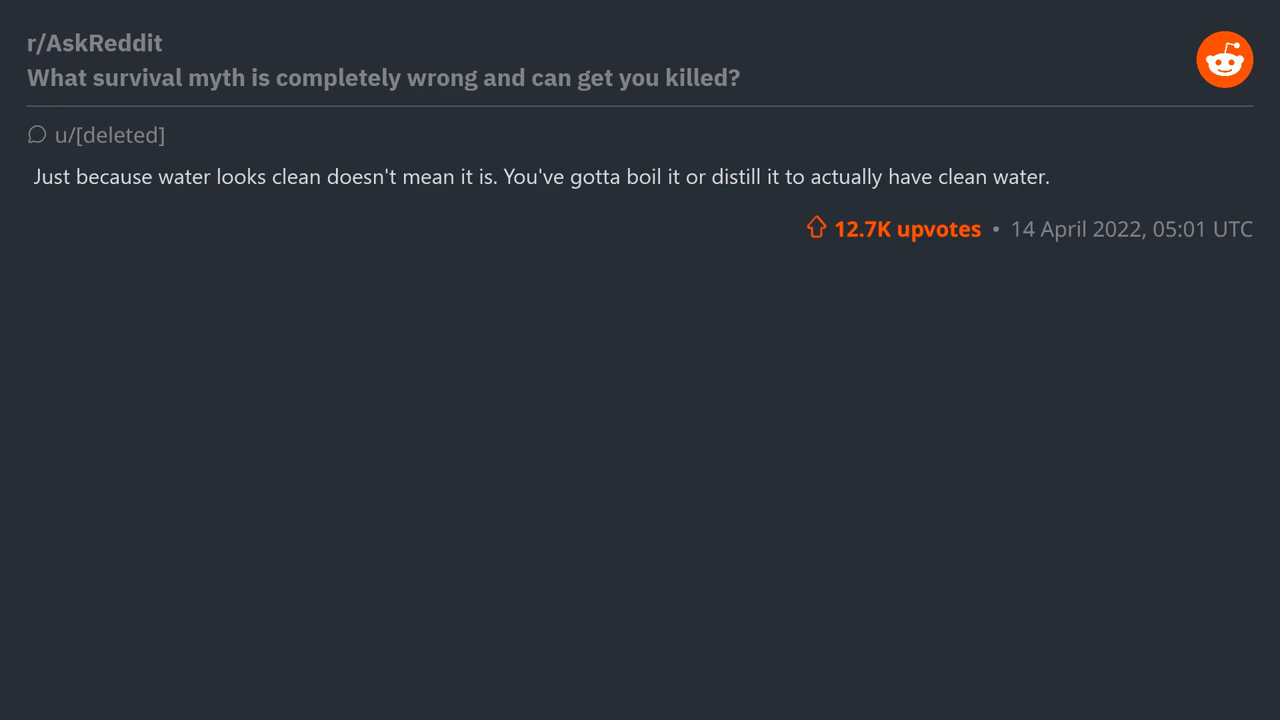 r/AskReddit
What survival myth is completely wrong and can get you killed?
u/[deleted]
Just because water looks clean doesn't mean it is. You've gotta boil it or distill it to actually have clean water.
12.7K upvotes • 14 April 2022, 05:01 UTC